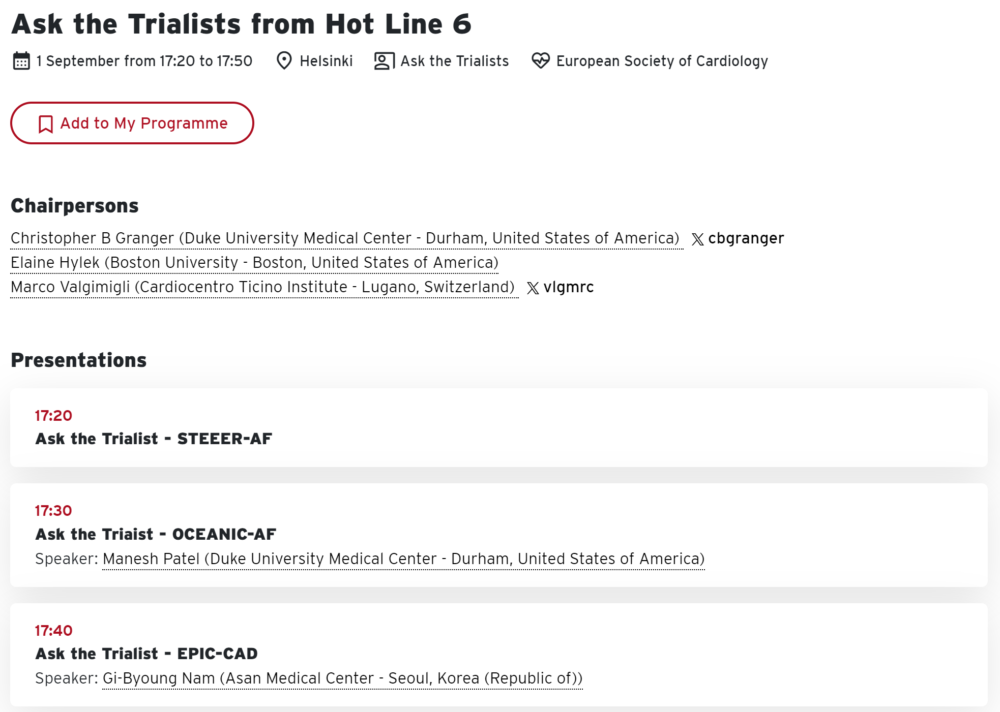 Ask the Trialists from Hot Line 6
1 September from 17:20 to 17:50 Helsinki Ask the Trialists European Society of Cardiology
Add to My Programme
Chairpersons
Christopher B Granger (Duke University Medical Center - Durham, United States of America) X cbgranger
Elaine Hylek (Boston University - Boston, United States of America)
Marco Valgimigli (Cardiocentro Ticino Institute - Lugano, Switzerland) X vlgmrc
Presentations
17:20
Ask the Trialist - STEEER-AF
17:30
Ask the Triaist - OCEANIC-AF
Speaker: Manesh Patel (Duke University Medical Center - Durham, United States of America)
17:40
Ask the Trialist - EPIC-CAD
Speaker: Gi-Byoung Nam (Asan Medical Center - Seoul, Korea (Republic of))